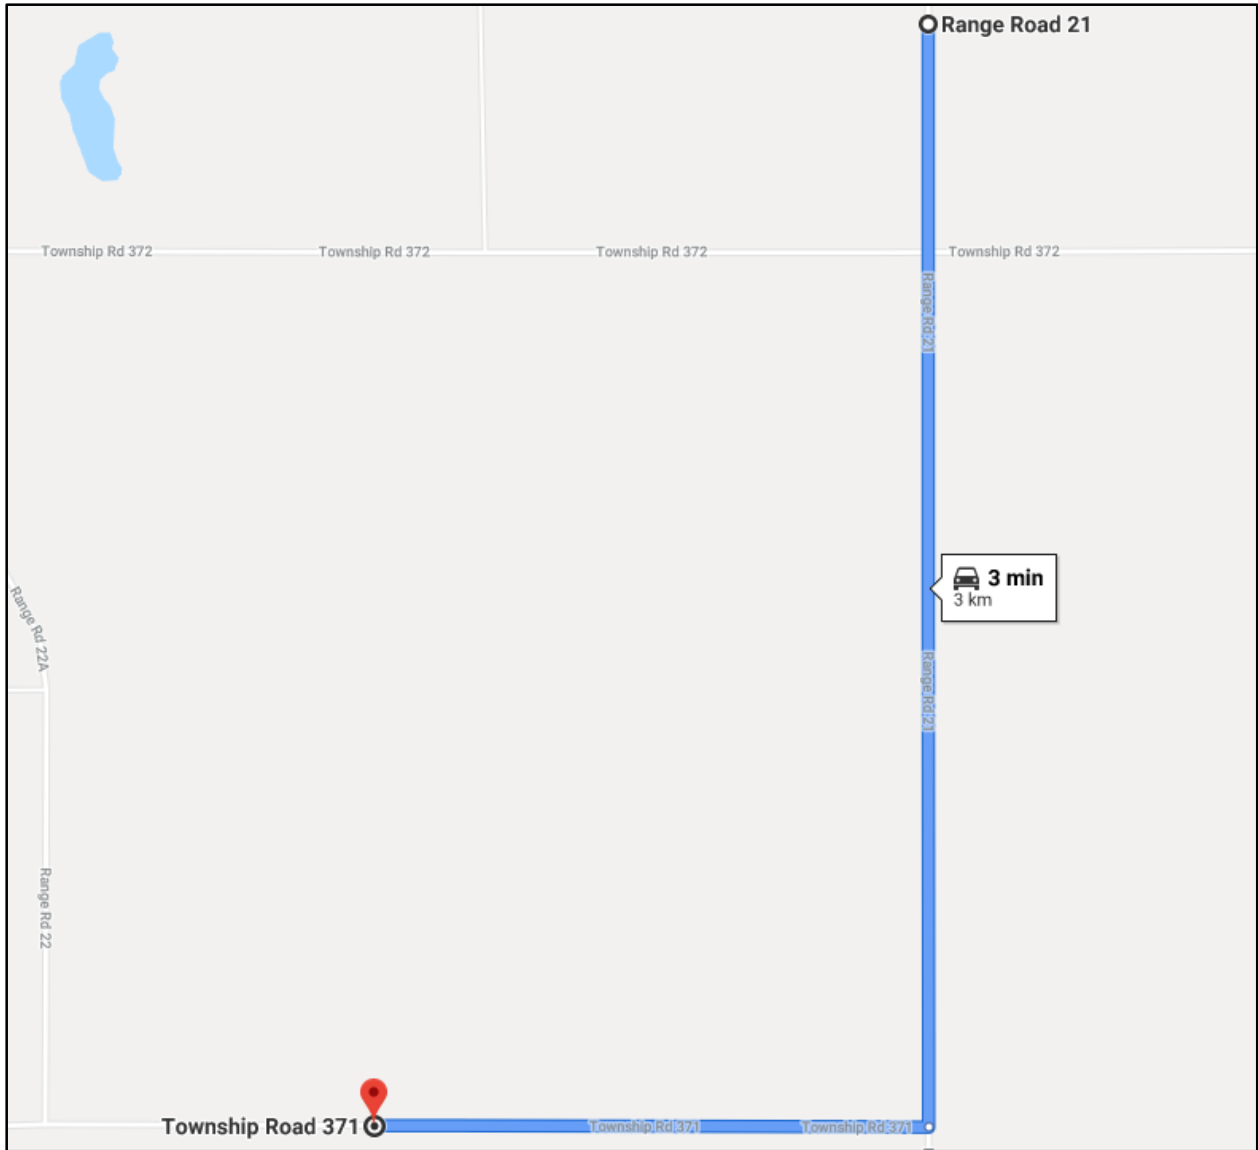 Range Road 21
Township Rd 372
Township Rd 372
Township Rd 372
Township Rd 372
Range Rd 21
3 min
3 km
Range Rd 22A
Range Rd 21
Range Rd 22
Township Road 371
Township Rd 371
Township Rd 371